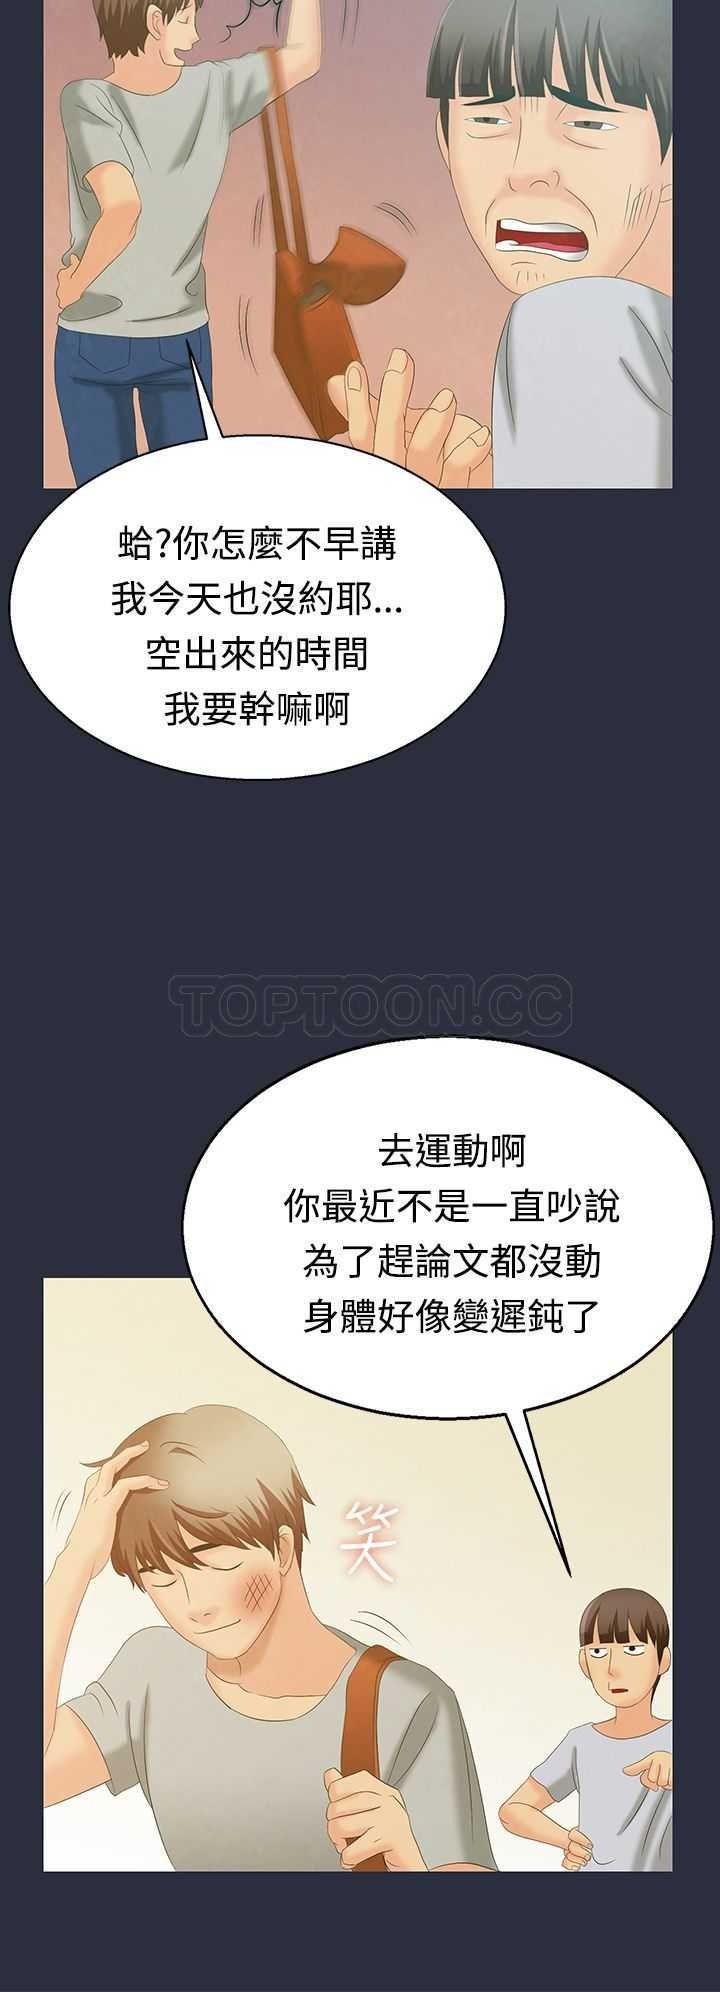 蛤?你怎麼不早講
我今天也沒約耶...
空出來的時間
我要幹嘛啊
TOPTOON.CC
去運動啊
你最近不是一直吵說
為了趕論文都沒動
身體好像變遲鈍了
笑